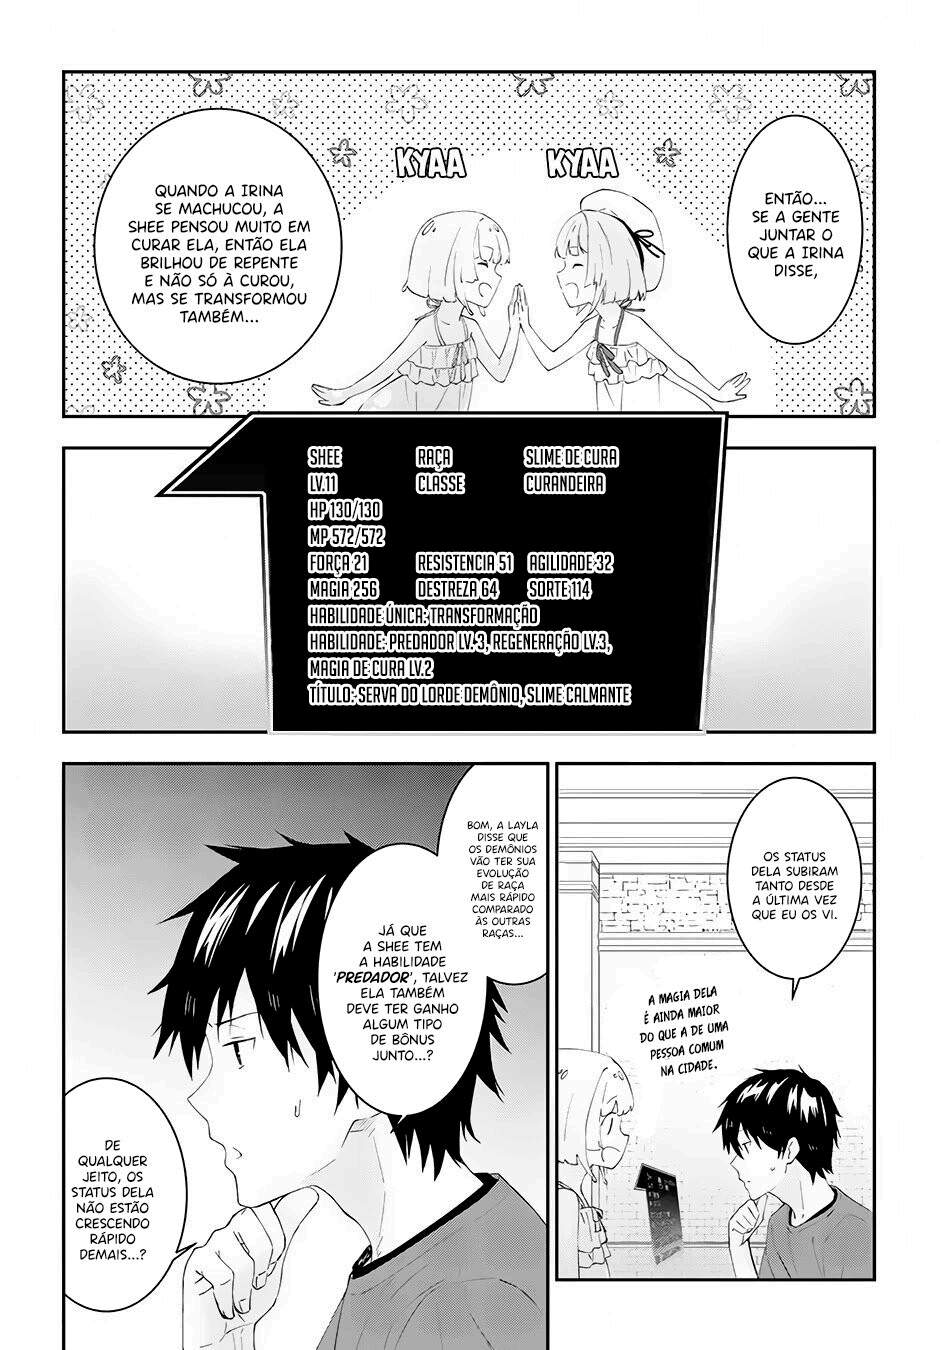 ENTÃO...
SE A GENTE
JUNTAR O
QUE A IRINA
DISSE,
KYAA
KYAA
QUANDO A IRINA
SE MACHUCOU, A
SHEE PENSOU MUITO EM
CURAR ELA, ENTÃO ELA
BRILHOU DE REPENTE
E NÃO SÓ À CUROU,
MAS SE TRANSFORMOU
TAMBÉM...
SHEE RAÇA SLIME DE CURA
LV.11 CLASSE CURANDEIRA
HP 130/130
MP 572/572
FORÇA 21 RESISTENCIA 51 AGILIDADE 32
MAGIA 256 DESTREZA 64 SORTE 114
HABILIDADE ÚNICA: TRANSFORMAÇÃO
HABILIDADE: PREDADOR LV.3, REGENERAÇÃO LV.3,
MAGIA DE CURA LV.2
TÍTULO: SERVA DO LORDE DEMÔNIO, SLIME CALMANTE
OS STATUS
DELA SUBIRAM
TANTO DESDE
A ÚLTIMA VEZ
QUE EU OS VI.
A MAGIA DELA
É AINDA MAIOR
DO QUE A DE UMA
PESSOA COMUM
NA CIDADE.
BOM, A LAYLA
DISSE QUE
OS DEMÔNIOS
VÃO TER SUA
EVOLUÇÃO
DE RAÇA
MAIS RÁPIDO
COMPARADO
ÀS OUTRAS
RAÇAS...
JÁ QUE
A SHEE TEM
A HABILIDADE
'PREDADOR', TALVEZ
ELA TAMBÉM
DEVE TER GANHO
ALGUM TIPO
DE BÔNUS
JUNTO...?
DE
QUALQUER
JEITO, OS
STATUS DELA
NÃO ESTÃO
CRESCENDO
RÁPIDO
DEMAIS...?